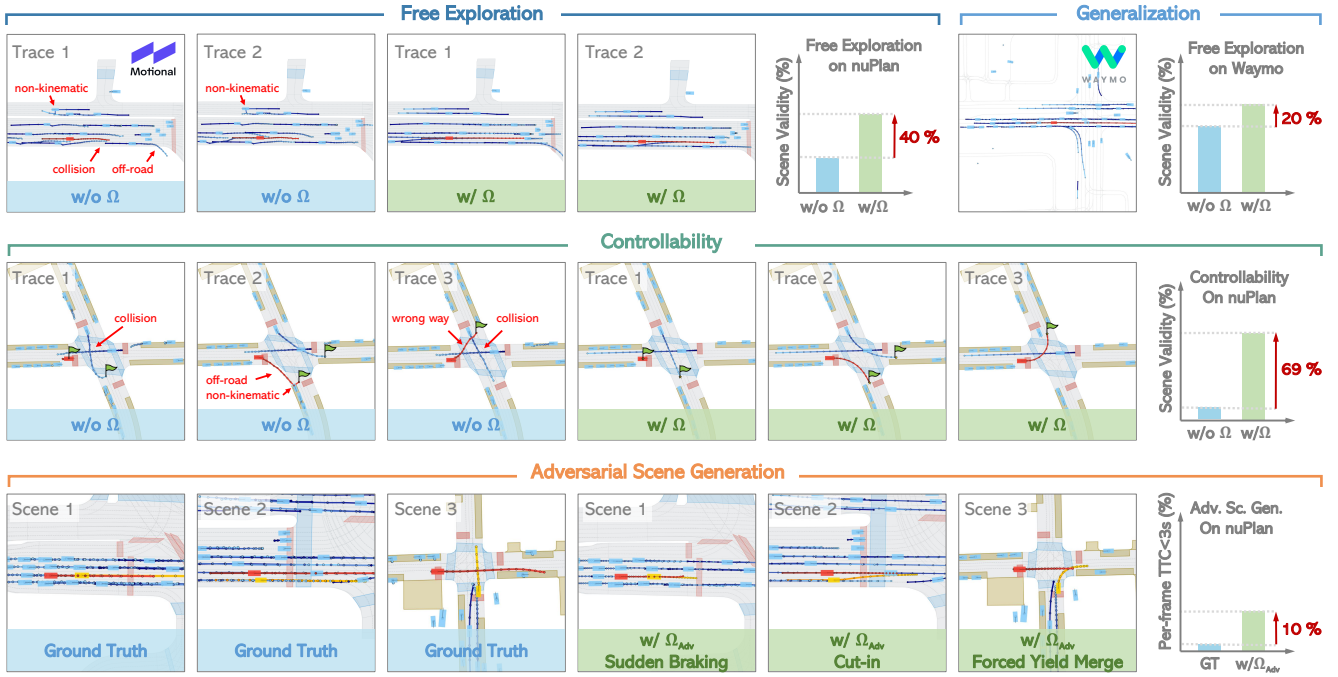 Free Exploration
Generalization
Trace 1
Motional
non-kinematic
collision
off-road
w/o Ω
Trace 2
non-kinematic
w/o Ω
Trace 1
w/ Ω
Trace 2
w/ Ω
Free Exploration
on nuPlan
Scene Validity (%)
40 %
w/o Ω
w/Ω
WAYMO
Free Exploration
on Waymo
Scene Validity (%)
20 %
w/o Ω
w/Ω
Controllability
Trace 1
collision
w/o Ω
Trace 2
off-road
non-kinematic
w/o Ω
Trace 3
wrong way
collision
w/o Ω
Trace 1
w/ Ω
Trace 2
w/ Ω
Trace 3
w/ Ω
Controllability
On nuPlan
Scene Validity (%)
69 %
w/o Ω
w/Ω
Adversarial Scene Generation
Scene 1
Ground Truth
Scene 2
Ground Truth
Scene 3
Ground Truth
Scene 1
w/ Ω_Adv
Sudden Braking
Scene 2
w/ Ω_Adv
Cut-in
Scene 3
w/ Ω_Adv
Forced Yield Merge
Adv. Sc. Gen.
On nuPlan
Per-frame TTC<3s (%)
10 %
GT
w/Ω_Adv